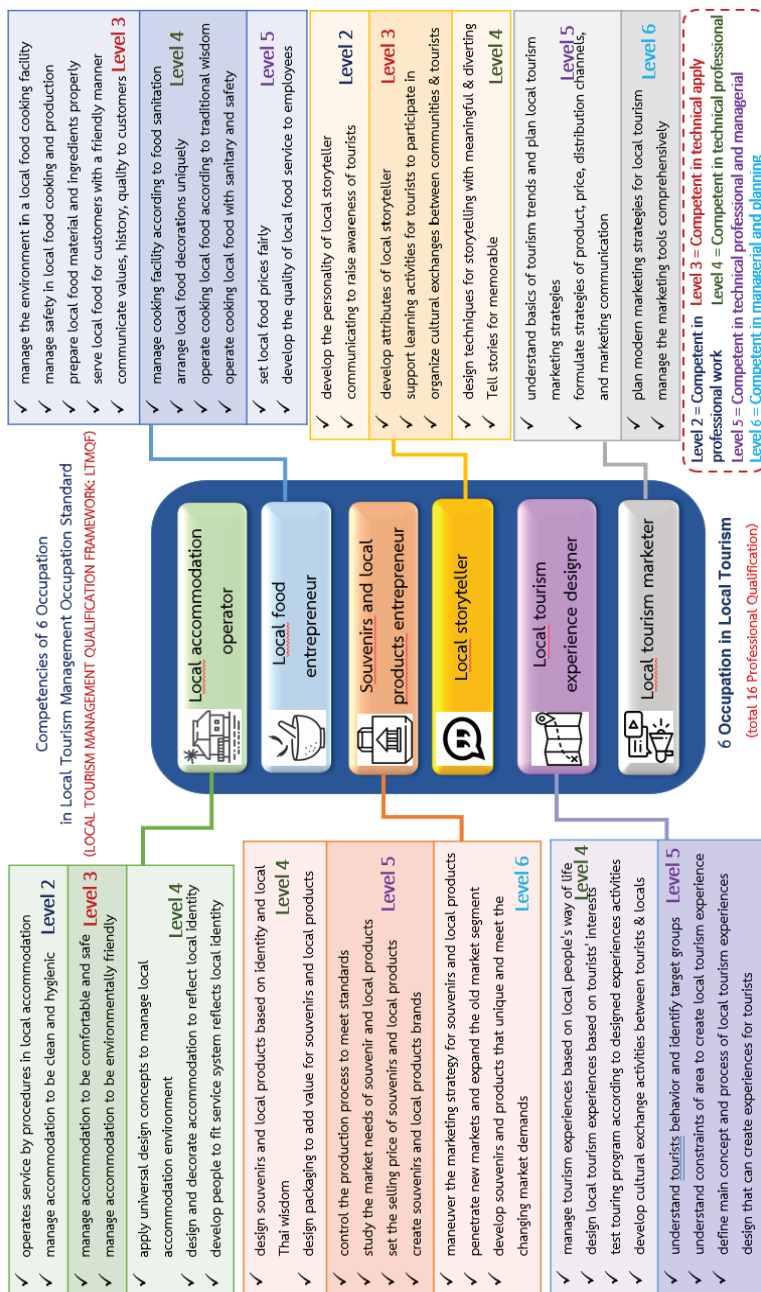 Competencies of 6 Occupation
in Local Tourism Management Occupation Standard
(LOCAL TOURISM MANAGEMENT QUALIFICATION FRAMEWORK: LTMQF)
✓ operates service by procedures in local accommodation
✓ manage accommodation to be clean and hygienic
Level 2
✓ manage accommodation to be comfortable and safe
✓ manage accommodation to be environmentally friendly
Level 3
✓ apply universal design concepts to manage local
accommodation environment
✓ design and decorate accommodation to reflect local identity
✓ develop people to fit service system reflects local identity
Level 4
✓ design souvenirs and local products based on identity and local
Thai wisdom
✓ design packaging to add value for souvenirs and local products
Level 4
✓ control the production process to meet standards
✓ study the market needs of souvenir and local products
✓ set the selling price of souvenirs and local products
✓ create souvenirs and local products brands
Level 5
✓ maneuver the marketing strategy for souvenirs and local products
✓ penetrate new markets and expand the old market segment
✓ develop souvenirs and products that unique and meet the
changing market demands
Level 6
✓ manage tourism experiences based on local people's way of life
✓ design local tourism experiences based on tourists' interests
✓ test touring program according to designed experiences activities
✓ develop cultural exchange activities between tourists & locals
Level 4
✓ understand tourists behavior and identify target groups
✓ understand constraints of area to create local tourism experience
✓ define main concept and process of local tourism experiences
design that can create experiences for tourists
Level 5
Local accommodation
operator
Local food
entrepreneur
Souvenirs and local
products entrepreneur
Local storyteller
Local tourism
experience designer
Local tourism marketer
6 Occupation in Local Tourism
(total 16 Professional Qualification)
✓ manage the environment in a local food cooking facility
✓ manage safety in local food cooking and production
✓ prepare local food material and ingredients properly
✓ serve local food for customers with a friendly manner
✓ communicate values, history, quality to customers
Level 3
✓ manage cooking facility according to food sanitation
✓ arrange local food decorations uniquely
✓ operate cooking local food according to traditional wisdom
✓ operate cooking local food with sanitary and safety
Level 4
✓ set local food prices fairly
✓ develop the quality of local food service to employees
Level 5
✓ develop the personality of local storyteller
✓ communicating to raise awareness of tourists
Level 2
✓ develop attributes of local storyteller
✓ support learning activities for tourists to participate in
✓ organize cultural exchanges between communities & tourists
Level 3
✓ design techniques for storytelling with meaningful & diverting
✓ Tell stories for memorable
Level 4
✓ understand basics of tourism trends and plan local tourism
marketing strategies
✓ formulate strategies of product, price, distribution channels,
and marketing communication
Level 5
✓ plan modern marketing strategies for local tourism
✓ manage the marketing tools comprehensively
Level 6
Level 2 = Competent in professional work
Level 3 = Competent in technical apply
Level 4 = Competent in technical professional
Level 5 = Competent in technical professional and managerial
Level 6 = Competent in managerial and planning